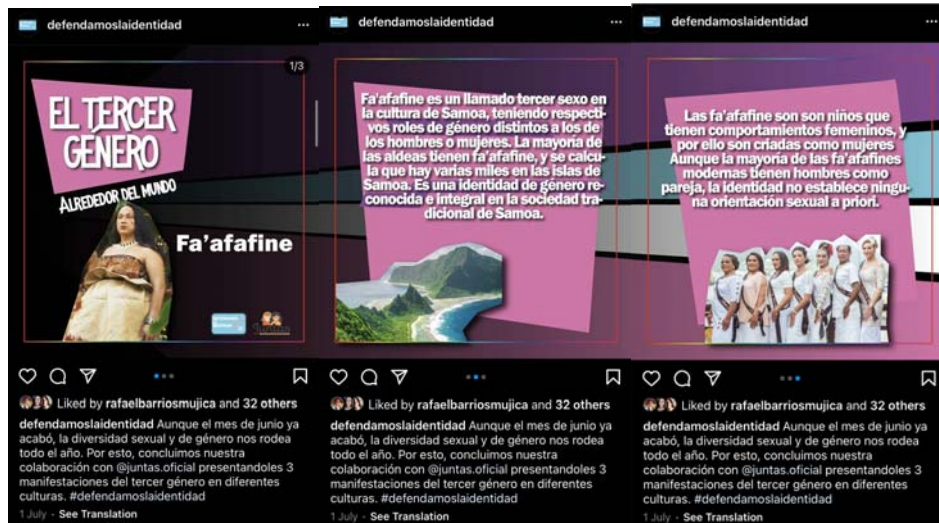 defendamoslaidentidad
1/3
EL TERCER
GÉNERO
ALREDEDOR DEL MUNDO
Fa'afafine
Juntas
Liked by rafaelbarriosmujica and 32 others
defendamoslaidentidad Aunque el mes de junio ya
acabó, la diversidad sexual y de género nos rodea
todo el año. Por esto, concluimos nuestra
colaboración con @juntas.oficial presentandoles 3
manifestaciones del tercer género en diferentes
culturas. #defendamoslaidentidad
1 July · See Translation
defendamoslaidentidad
Fa'afafine es un llamado tercer sexo en
la cultura de Samoa, teniendo respecti-
vos roles de género distintos a los de
los hombres o mujeres. La mayoría de
las aldeas tienen fa'afafine, y se calcu-
la que hay varias miles en las islas de
Samoa. Es una identidad de género re-
conocida e integral en la sociedad tra-
dicional de Samoa.
Liked by rafaelbarriosmujica and 32 others
defendamoslaidentidad Aunque el mes de junio ya
acabó, la diversidad sexual y de género nos rodea
todo el año. Por esto, concluimos nuestra
colaboración con @juntas.oficial presentandoles 3
manifestaciones del tercer género en diferentes
culturas. #defendamoslaidentidad
1 July · See Translation
defendamoslaidentidad
Las fa'afafine son son niños que
tienen comportamientos femeninos, y
por ello son criadas como mujeres
Aunque la mayoría de las fa'afafines
modernas tienen hombres como
pareja, la identidad no establece ningu-
na orientación sexual a priori.
Liked by rafaelbarriosmujica and 32 others
defendamoslaidentidad Aunque el mes de junio ya
acabó, la diversidad sexual y de género nos rodea
todo el año. Por esto, concluimos nuestra
colaboración con @juntas.oficial presentandoles 3
manifestaciones del tercer género en diferentes
culturas. #defendamoslaidentidad
1 July · See Translation